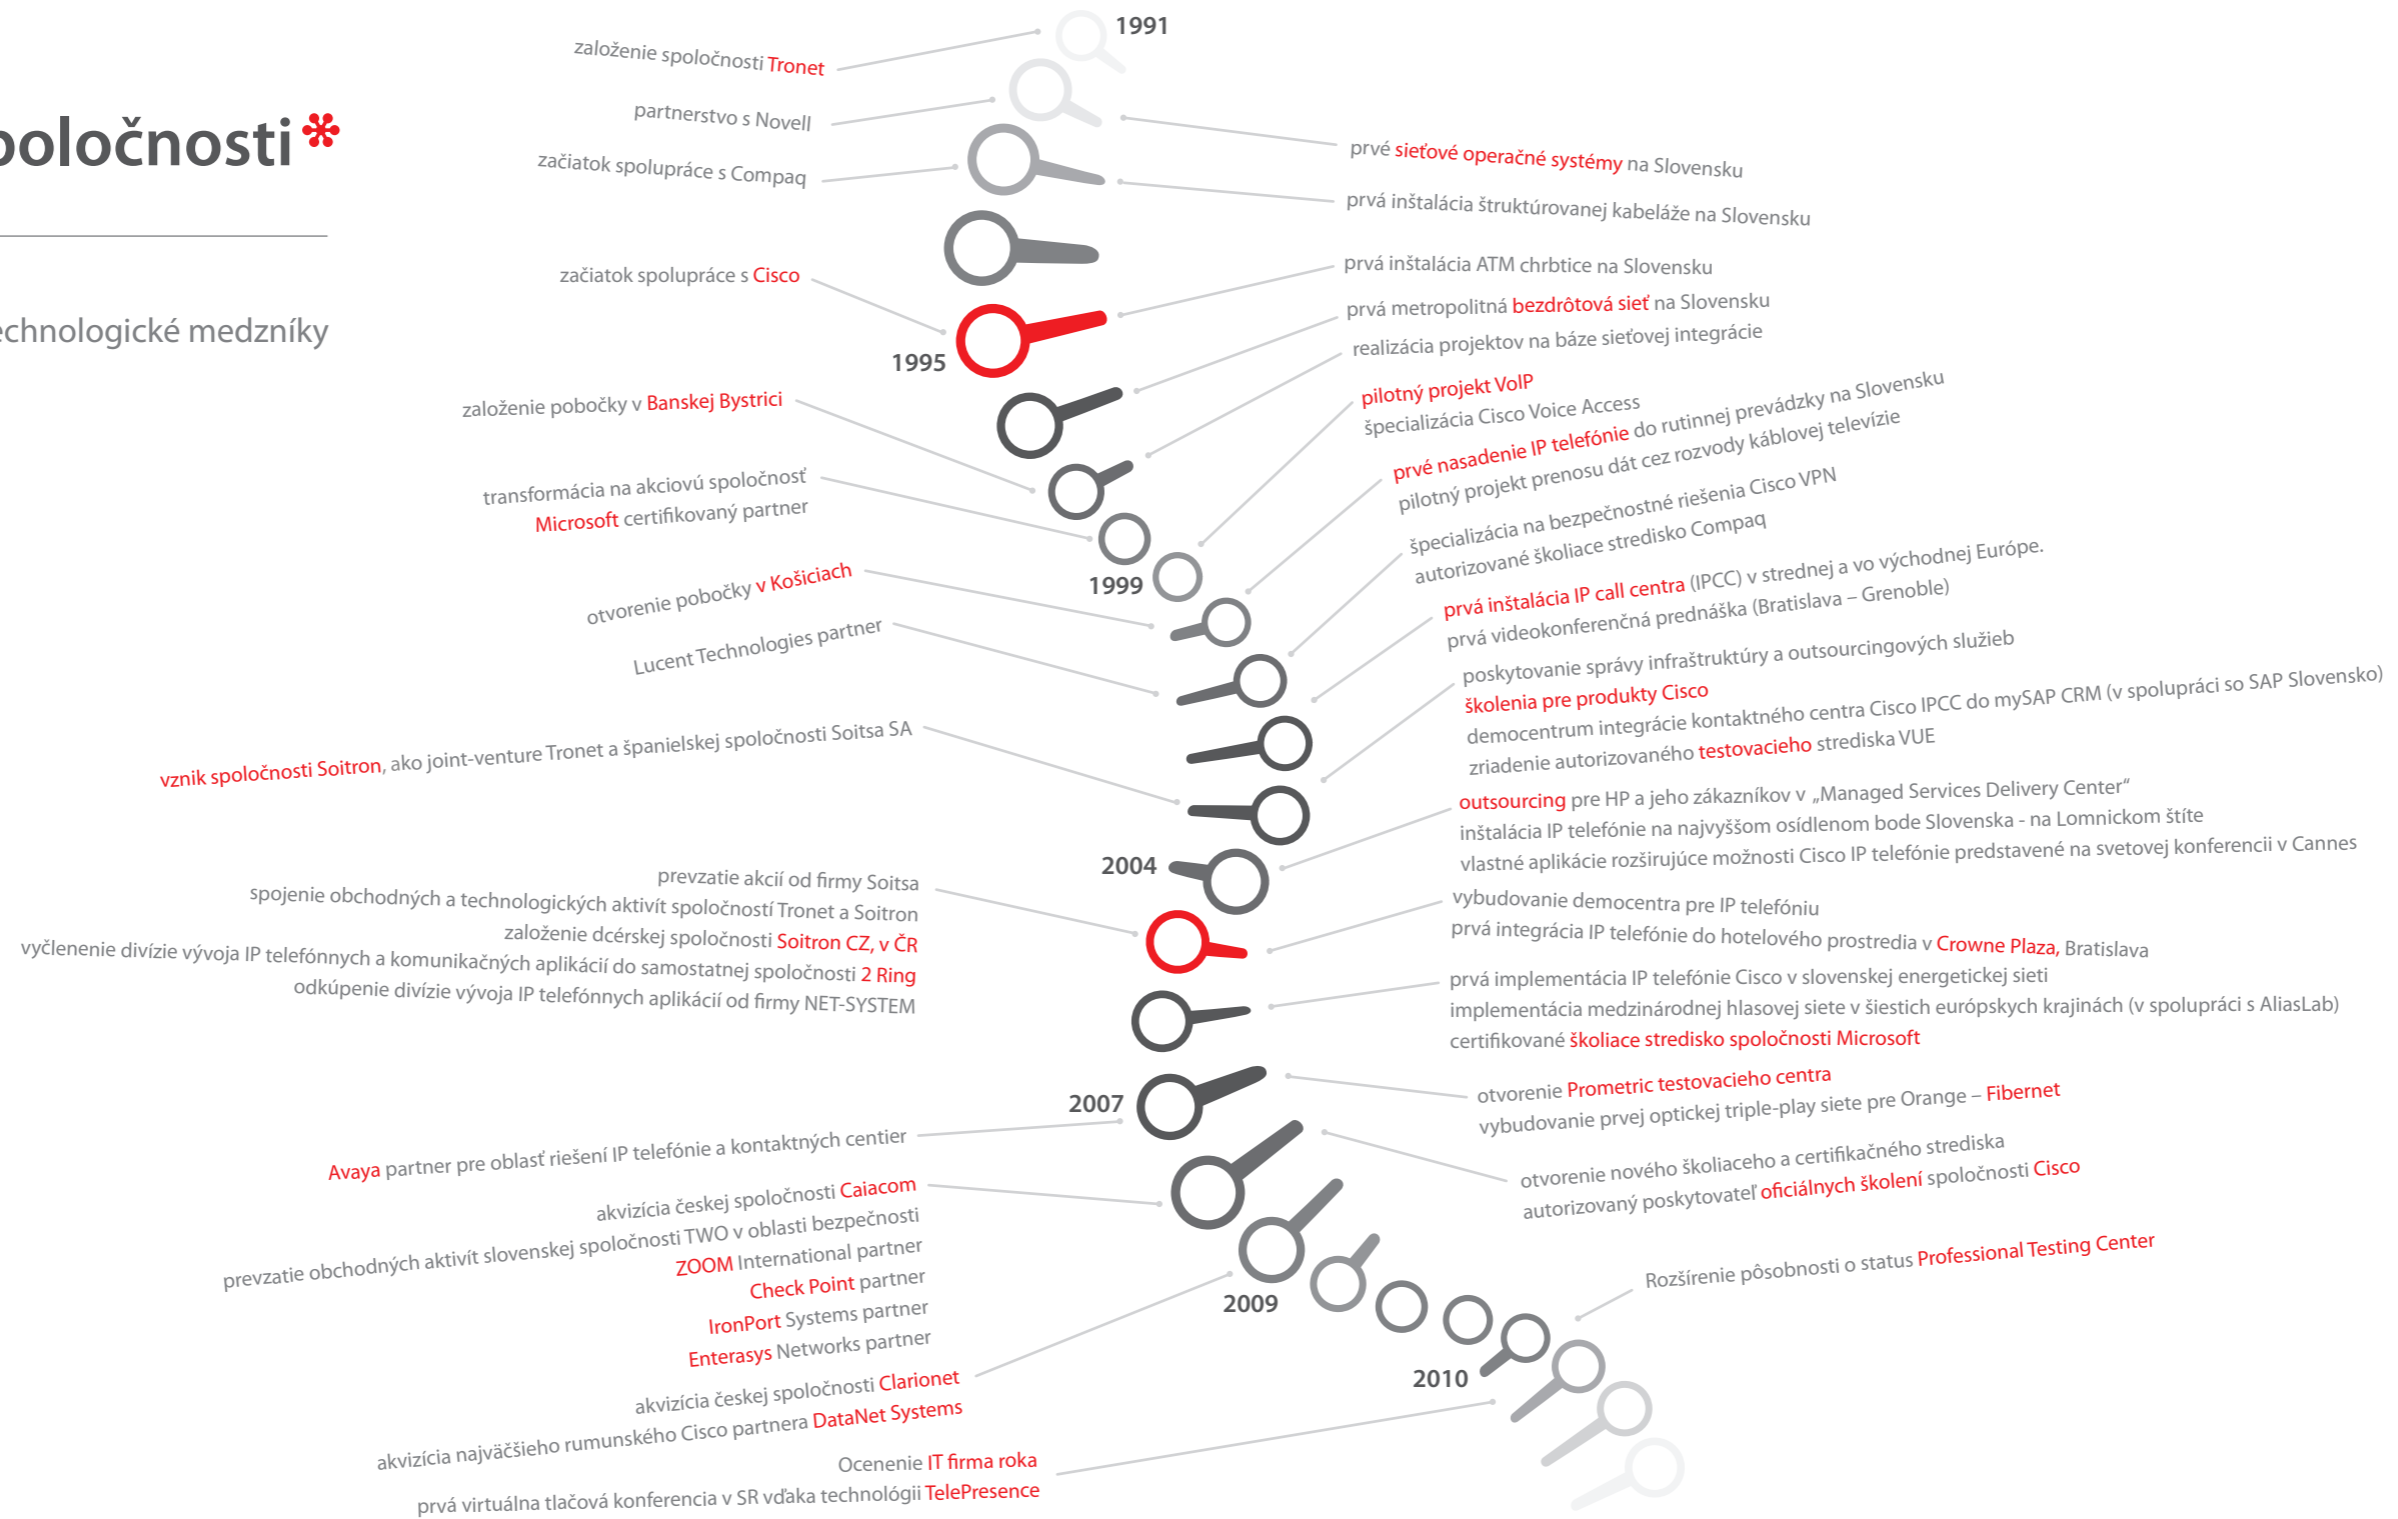 poločnosti
echnologické medzníky
1991
založenie spoločnosti Tronet
partnerstvo s Novell
začiatok spolupráce s Compaq
začiatok spolupráce s Cisco
1995
založenie pobočky v Banskej Bystrici
transformácia na akciovú spoločnosť
Microsoft certifikovaný partner
1999
otvorenie pobočky v Košiciach
Lucent Technologies partner
vznik spoločnosti Soitron, ako joint-venture Tronet a španielskej spoločnosti Soitsa SA
2004
prevzatie akcií od firmy Soitsa
spojenie obchodných a technologických aktivít spoločností Tronet a Soitron
založenie dcérskej spoločnosti Soitron CZ, v ČR
vyčlenenie divízie vývoja IP telefónnych a komunikačných aplikácií do samostatnej spoločnosti 2 Ring
odkúpenie divízie vývoja IP telefónnych aplikácií od firmy NET-SYSTEM
2007
Avaya partner pre oblasť riešení IP telefónie a kontaktných centier
akvizícia českej spoločnosti Caiacom
prevzatie obchodných aktivít slovenskej spoločnosti TWO v oblasti bezpečnosti
ZOOM International partner
Check Point partner
IronPort Systems partner
Enterasys Networks partner
2009
akvizícia českej spoločnosti Clarionet
akvizícia najväčšieho rumunského Cisco partnera DataNet Systems
2010
Ocenenie IT firma roka
prvá virtuálna tlačová konferencia v SR vďaka technológii TelePresence
prvé sieťové operačné systémy na Slovensku
prvá inštalácia štruktúrovanej kabeláže na Slovensku
prvá inštalácia ATM chrbtice na Slovensku
prvá metropolitná bezdrôtová sieť na Slovensku
realizácia projektov na báze sieťovej integrácie
pilotný projekt VoIP
špecializácia Cisco Voice Access
prvé nasadenie IP telefónie do rutinnej prevádzky na Slovensku
pilotný projekt prenosu dát cez rozvody káblovej televízie
špecializácia na bezpečnostné riešenia Cisco VPN
autorizované školiace stredisko Compaq
prvá inštalácia IP call centra (IPCC) v strednej a vo východnej Európe.
prvá videokonferenčná prednáška (Bratislava – Grenoble)
poskytovanie správy infraštruktúry a outsourcingových služieb
školenia pre produkty Cisco
democentrum integrácie kontaktného centra Cisco IPCC do mySAP CRM (v spolupráci so SAP Slovensko)
zriadenie autorizovaného testovacieho strediska VUE
outsourcing pre HP a jeho zákazníkov v „Managed Services Delivery Center“
inštalácia IP telefónie na najvyššom osídlenom bode Slovenska - na Lomnickom štíte
vlastné aplikácie rozširujúce možnosti Cisco IP telefónie predstavené na svetovej konferencii v Cannes
vybudovanie democentra pre IP telefóniu
prvá integrácia IP telefónie do hotelového prostredia v Crowne Plaza, Bratislava
prvá implementácia IP telefónie Cisco v slovenskej energetickej sieti
implementácia medzinárodnej hlasovej siete v šiestich európskych krajinách (v spolupráci s AliasLab)
certifikované školiace stredisko spoločnosti Microsoft
otvorenie Prometric testovacieho centra
vybudovanie prvej optickej triple-play siete pre Orange – Fibernet
otvorenie nového školiaceho a certifikačného strediska
autorizovaný poskytovateľ oficiálnych školení spoločnosti Cisco
Rozšírenie pôsobnosti o status Professional Testing Center